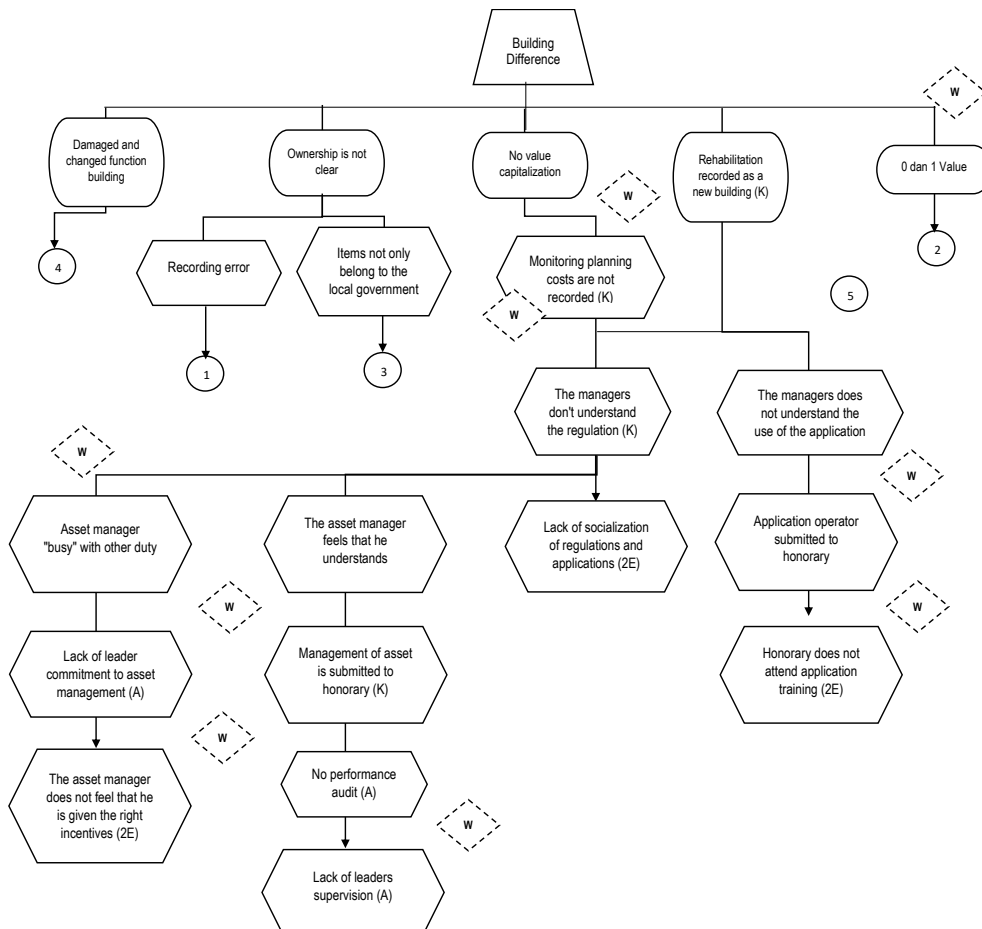 Building
Difference
W
Damaged and
changed function
building
Ownership is not
clear
No value
capitalization
Rehabilitation
recorded as a
new building (K)
0 dan 1 Value
W
4
Recording error
Items not only
belong to the
local government
Monitoring planning
costs are not
recorded (K)
2
5
W
1
3
The managers
don't understand
the regulation (K)
The managers does
not understand the
use of the application
W
W
Asset manager
"busy" with other duty
The asset manager
feels that he
understands
Lack of socialization
of regulations and
applications (2E)
Application operator
submitted to
honorary
W
W
Lack of leader
commitment to asset
management (A)
Management of asset
is submitted to
honorary (K)
Honorary does not
attend application
training (2E)
W
The asset manager
does not feel that he
is given the right
incentives (2E)
No performance
audit (A)
W
Lack of leaders
supervision (A)